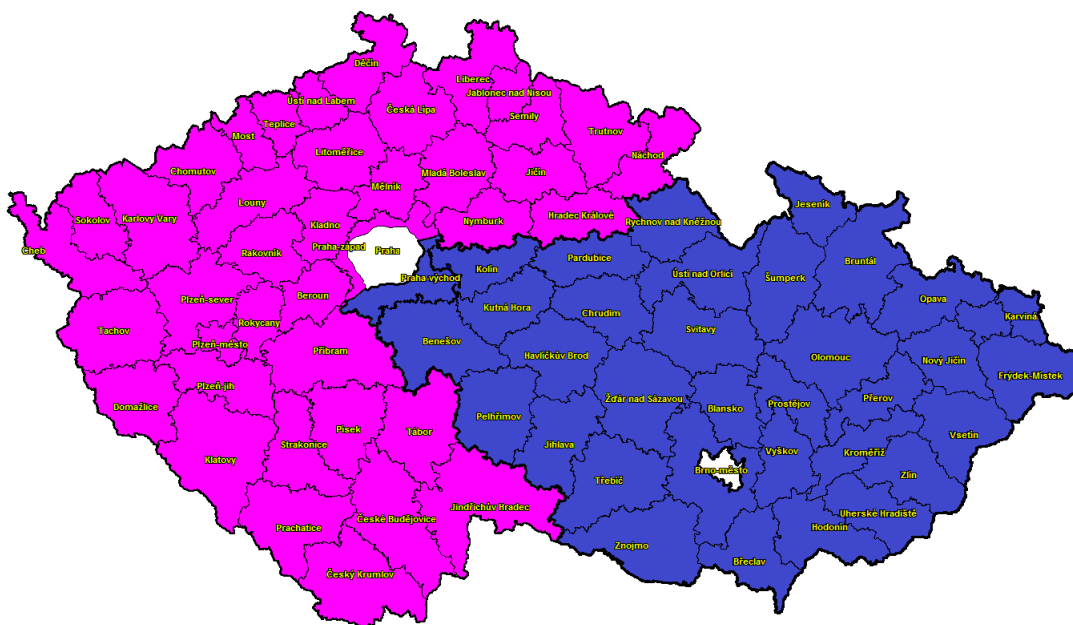 Děčín
Liberec
Jablonec nad Nisou
Ústí nad Labem
Česká Lípa
Semily
Teplice
Trutnov
Most
Litoměřice
Náchod
Chomutov
Mladá Boleslav
Jičín
Mělník
Louny
Jeseník
Sokolov
Karlovy Vary
Kladno
Nymburk
Hradec Králové
Rychnov nad Kněžnou
Cheb
Rakovník
Praha-západ
Praha
Pardubice
Bruntál
Kolín
Praha východ
Ústí nad Orlicí
Šumperk
Beroun
Plzeň-sever
Opava
Kutná Hora
Chrudim
Karviná
Rokycany
Tachov
Svitavy
Plzeň-město
Benešov
Příbram
Havlíčkův Brod
Olomouc
Nový Jičín
Frýdek-Místek
Plzeň-jih
Žďár nad Sázavou
Přerov
Domažlice
Blansko
Prostějov
Pelhřimov
Písek
Tábor
Vsetín
Strakonice
Jihlava
Vyškov
Kroměříž
Klatovy
Brno-město
Zlín
Třebíč
Jindřichův Hradec
Uherské Hradiště
České Budějovice
Prachatice
Hodonín
Znojmo
Břeclav
Český Krumlov